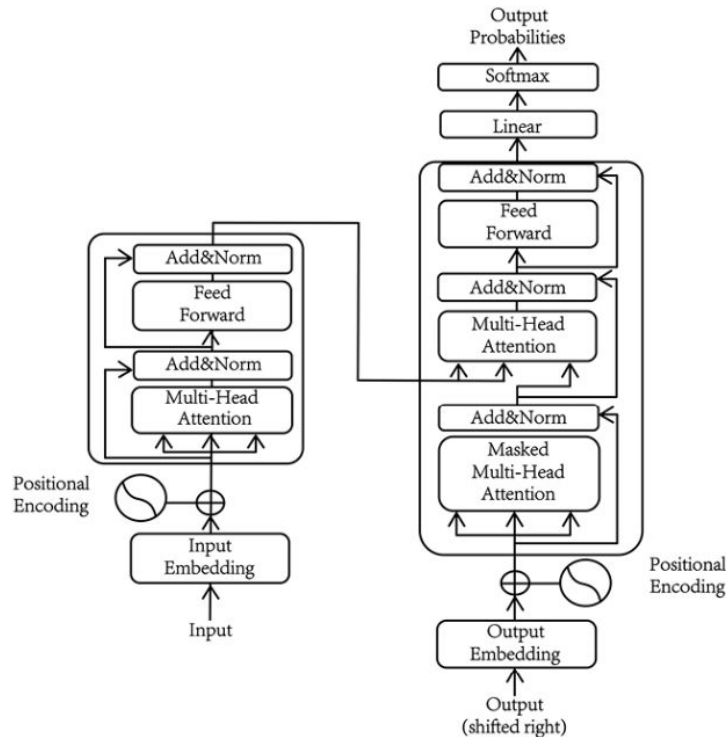 Output
Probabilities
Softmax
Linear
Add&Norm
Feed
Forward
Add&Norm
Multi-Head
Attention
Add&Norm
Masked
Multi-Head
Attention
Positional
Encoding
Output
Embedding
Output
(shifted right)
Add&Norm
Feed
Forward
Add&Norm
Multi-Head
Attention
Positional
Encoding
Input
Embedding
Input